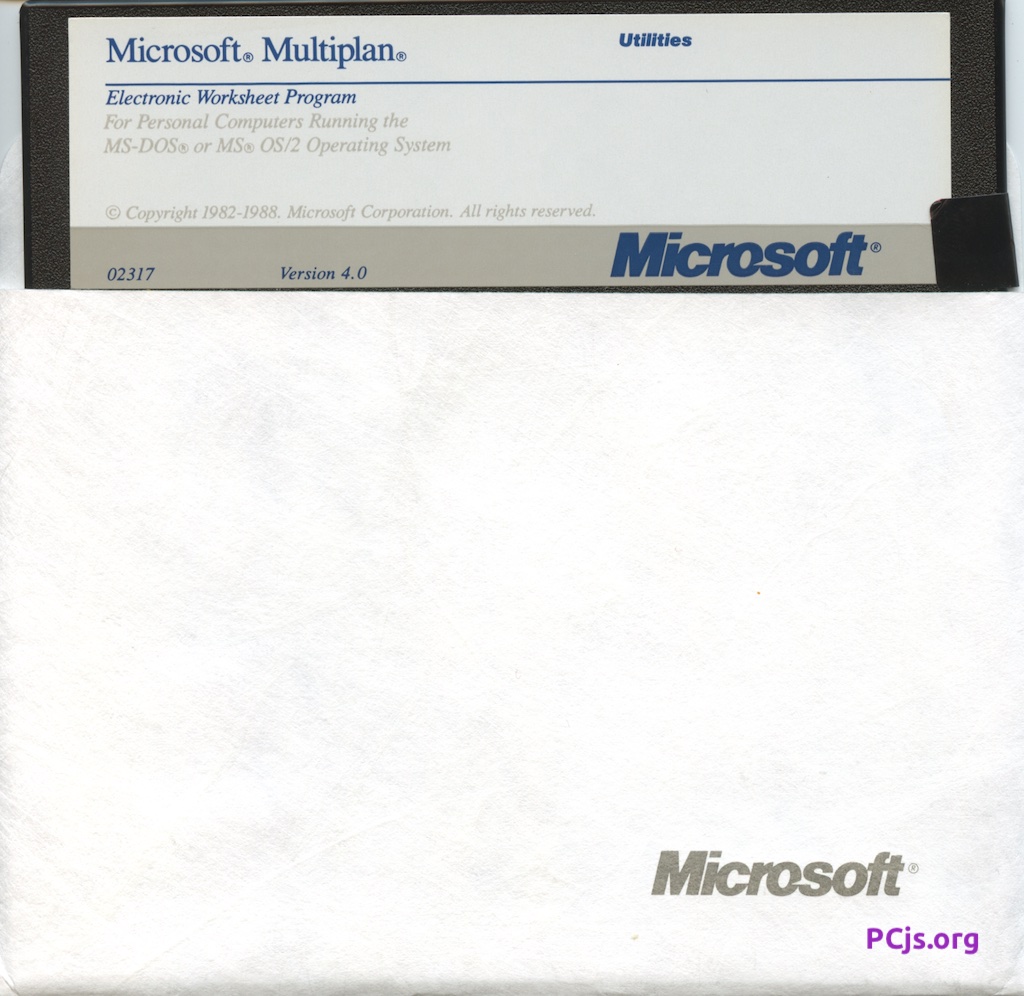 Microsoft® Multiplan®
Utilities
Electronic Worksheet Program
For Personal Computers Running the
MS-DOS® or MS® OS/2 Operating System
© Copyright 1982-1988. Microsoft Corporation. All rights reserved.
02317 Version 4.0
Microsoft®
Microsoft®
PCjs.org